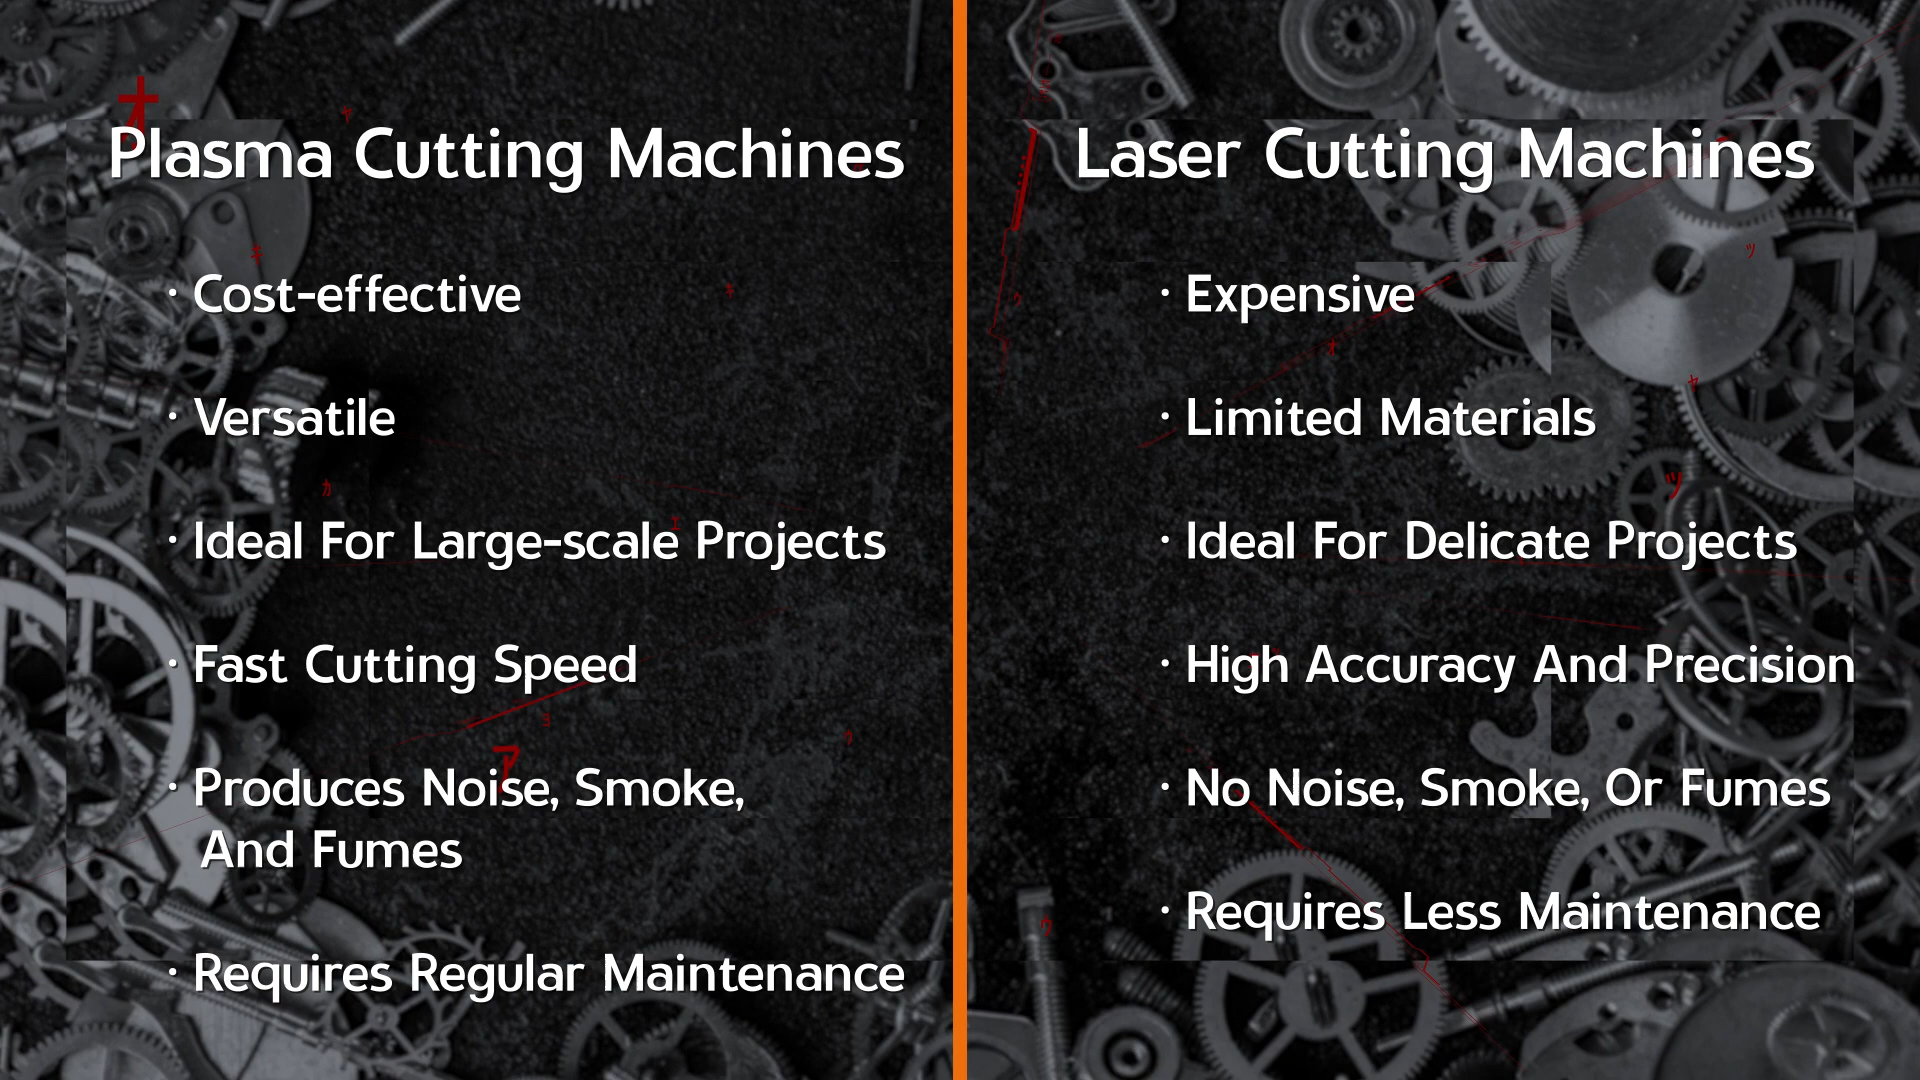 Plasma Cutting Machines
· Cost-effective
· Versatile
· Ideal For Large-scale Projects
· Fast Cutting Speed
· Produces Noise, Smoke,
And Fumes
· Requires Regular Maintenance
Laser Cutting Machines
· Expensive
· Limited Materials
· Ideal For Delicate Projects
· High Accuracy And Precision
· No Noise, Smoke, Or Fumes
· Requires Less Maintenance